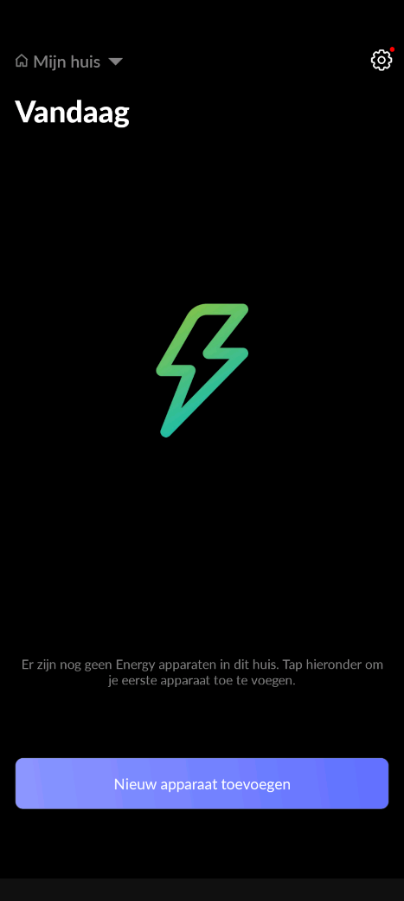 Mijn huis
Vandaag
Er zijn nog geen Energy apparaten in dit huis. Tap hieronder om
je eerste apparaat toe te voegen.
Nieuw apparaat toevoegen